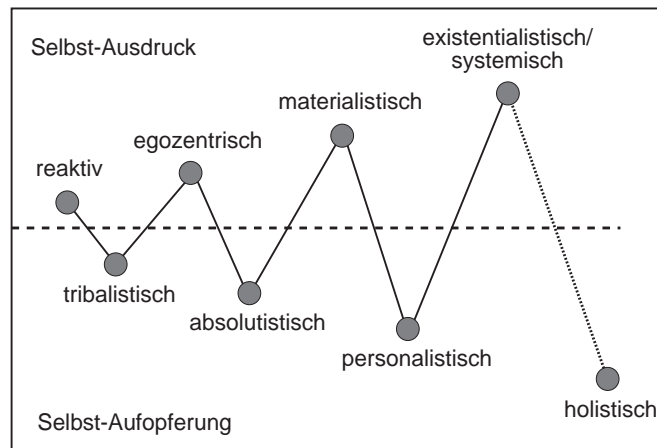 Selbst-Ausdruck
existentialistisch/
systemisch
materialistisch
egozentrisch
reaktiv
tribalistisch
absolutistisch
personalistisch
holistisch
Selbst-Aufopferung